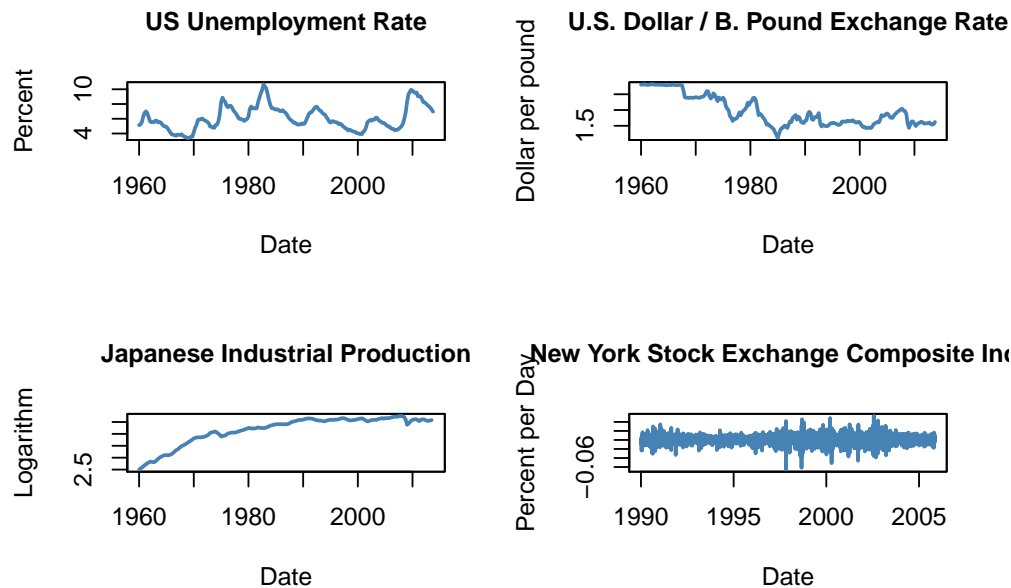 US Unemployment Rate
Percent
10
4
1960 1980 2000
Date
U.S. Dollar / B. Pound Exchange Rate
Dollar per pound
1.5
1960 1980 2000
Date
Japanese Industrial Production
Logarithm
2.5
1960 1980 2000
Date
New York Stock Exchange Composite
Percent per Day
−0.06
1990 1995 2000 2005
Date